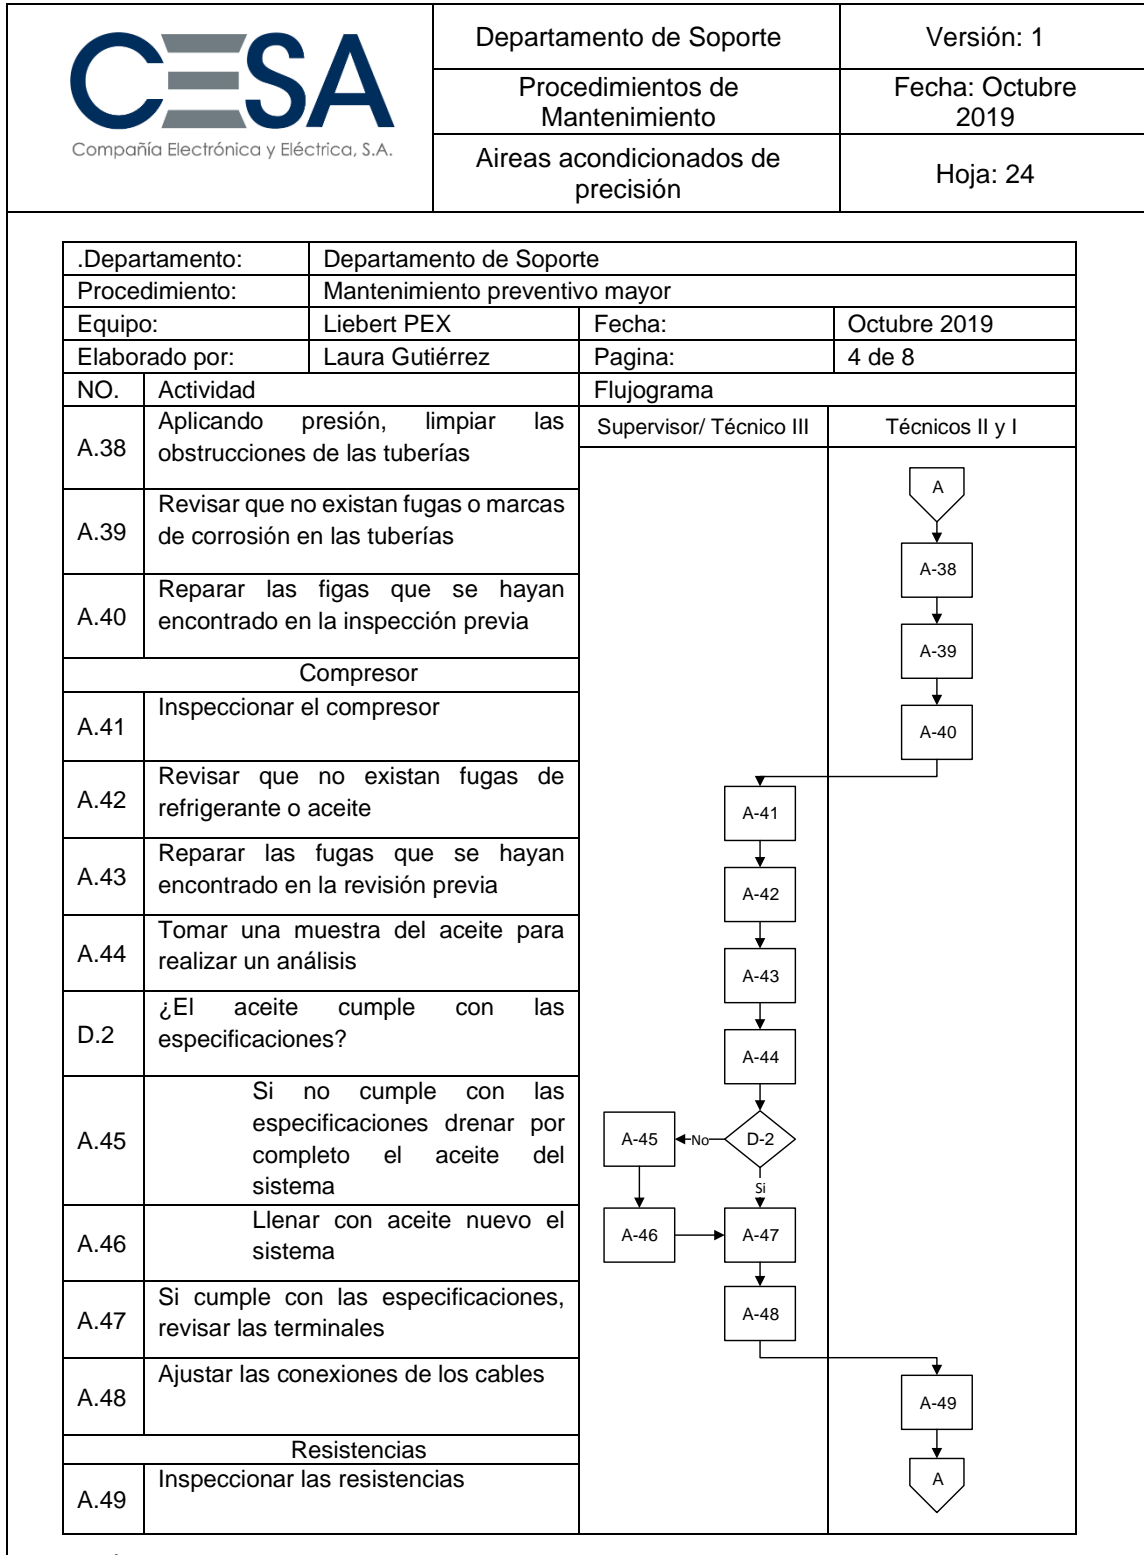 CESA
Compañía Electrónica y Eléctrica, S.A.
Departamento de Soporte
Versión: 1
Procedimientos de
Mantenimiento
Fecha: Octubre
2019
Aireas acondicionados de
precisión
Hoja: 24
.Departamento:
Departamento de Soporte
Procedimiento:
Mantenimiento preventivo mayor
Equipo:
Liebert PEX
Fecha:
Octubre 2019
Elaborado por:
Laura Gutiérrez
Pagina:
4 de 8
NO.
Actividad
Flujograma
Supervisor/ Técnico III
Técnicos II y I
A.38
Aplicando presión, limpiar las
obstrucciones de las tuberías
A.39
Revisar que no existan fugas o marcas
de corrosión en las tuberías
A.40
Reparar las figas que se hayan
encontrado en la inspección previa
Compresor
A.41
Inspeccionar el compresor
A.42
Revisar que no existan fugas de
refrigerante o aceite
A.43
Reparar las fugas que se hayan
encontrado en la revisión previa
A.44
Tomar una muestra del aceite para
realizar un análisis
D.2
¿El aceite cumple con las
especificaciones?
A.45
Si no cumple con las
especificaciones drenar por
completo el aceite del
sistema
A.46
Llenar con aceite nuevo el
sistema
A.47
Si cumple con las especificaciones,
revisar las terminales
A.48
Ajustar las conexiones de los cables
Resistencias
A.49
Inspeccionar las resistencias
A
A-38
A-39
A-40
A-41
A-42
A-43
A-44
A-45
No
D-2
Si
A-46
A-47
A-48
A-49
A